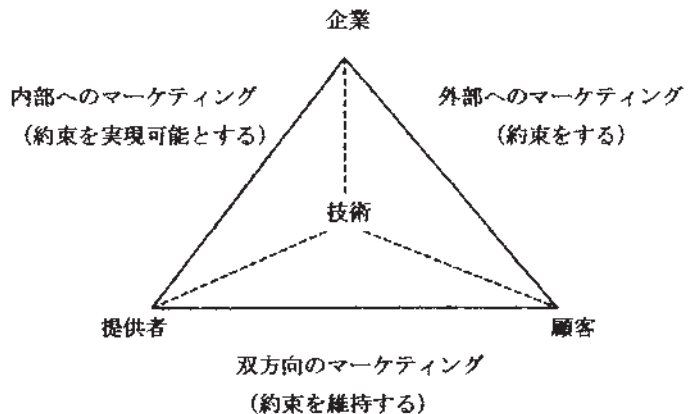 企業
内部へのマーケティング
(約束を実現可能とする)
外部へのマーケティング
(約束をする)
技術
提供者
顧客
双方向のマーケティング
(約束を維持する)